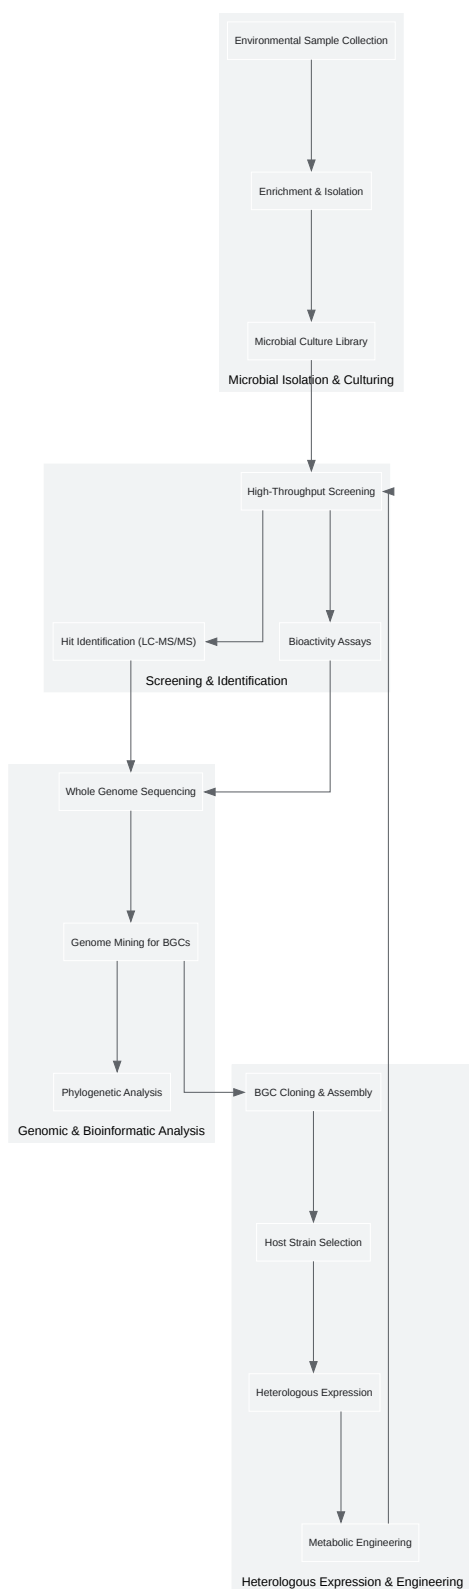 Environmental Sample Collection
Enrichment & Isolation
Microbial Culture Library
Microbial Isolation & Culturing
High-Throughput Screening
Hit Identification (LC-MS/MS)
Bioactivity Assays
Screening & Identification
Whole Genome Sequencing
Genome Mining for BGCs
Phylogenetic Analysis
BGC Cloning & Assembly
Genomic & Bioinformatic Analysis
Host Strain Selection
Heterologous Expression
Metabolic Engineering
Heterologous Expression & Engineering